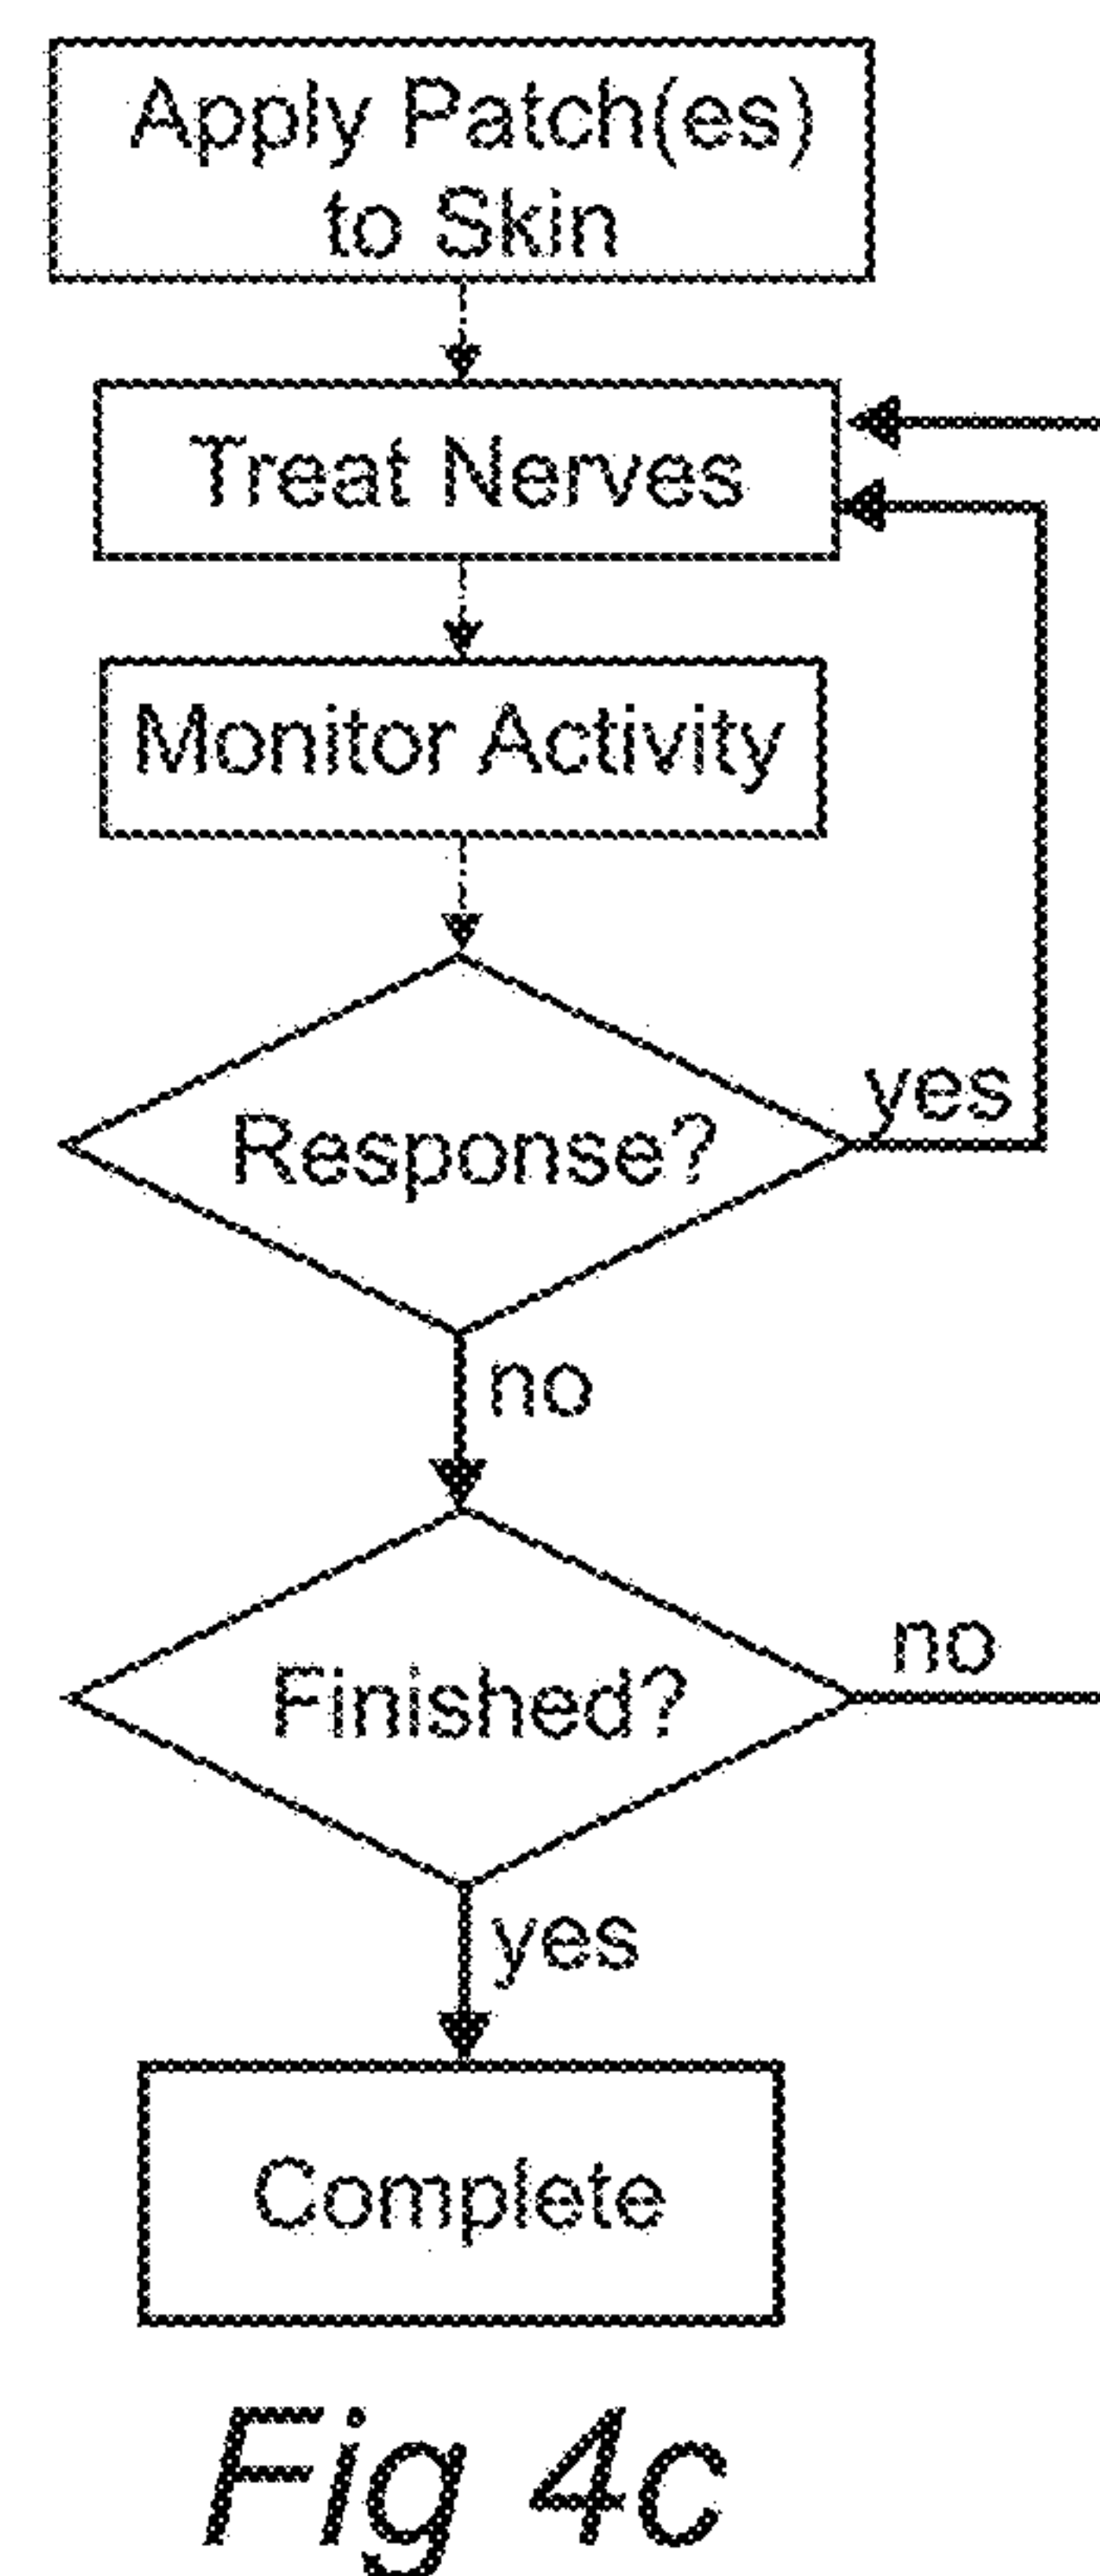 Apply Patch(es)
to Skin
Treat Nerves
Monitor Activity
Response?
yes
no
Finished?
no
yes
Complete
Fig 4c